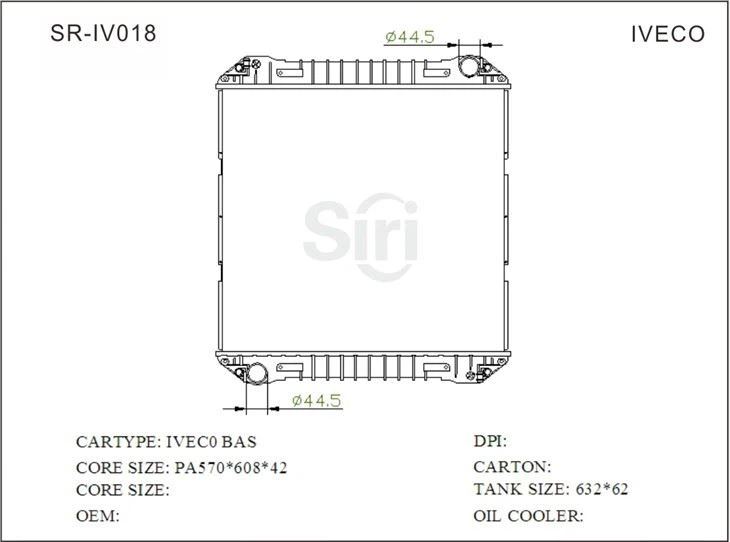 SR-IV018
IVECO
Ø44.5
Siri
Ø44.5
CARTYPE: IVEC0 BAS
DPI:
CORE SIZE: PA570*608*42
CARTON:
CORE SIZE:
TANK SIZE: 632*62
OEM:
OIL COOLER: